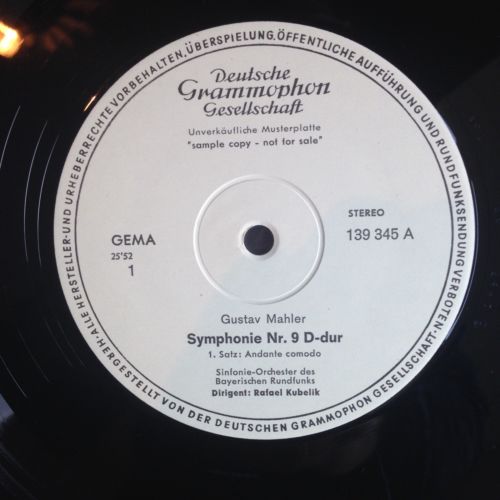 ALLE HERSTELLER- UND URHEBERRECHTE VORBEHALTEN, ÜBERSPIELUNG, ÖFFENTLICHE AUFFÜHRUNG UND RUNDFUNKSENDUNG VERBOTEN · HERGESTELLT VON DER DEUTSCHEN GRAMMOPHON GESELLSCHAFT ·
Deutsche
Grammophon
Gesellschaft
Unverkäufliche Musterplatte
"sample copy - not for sale"
GEMA
25'52
1
STEREO
139 345 A
Gustav Mahler
Symphonie Nr. 9 D-dur
1. Satz: Andante comodo
Sinfonie-Orchester des
Bayerischen Rundfunks
Dirigent: Rafael Kubelik